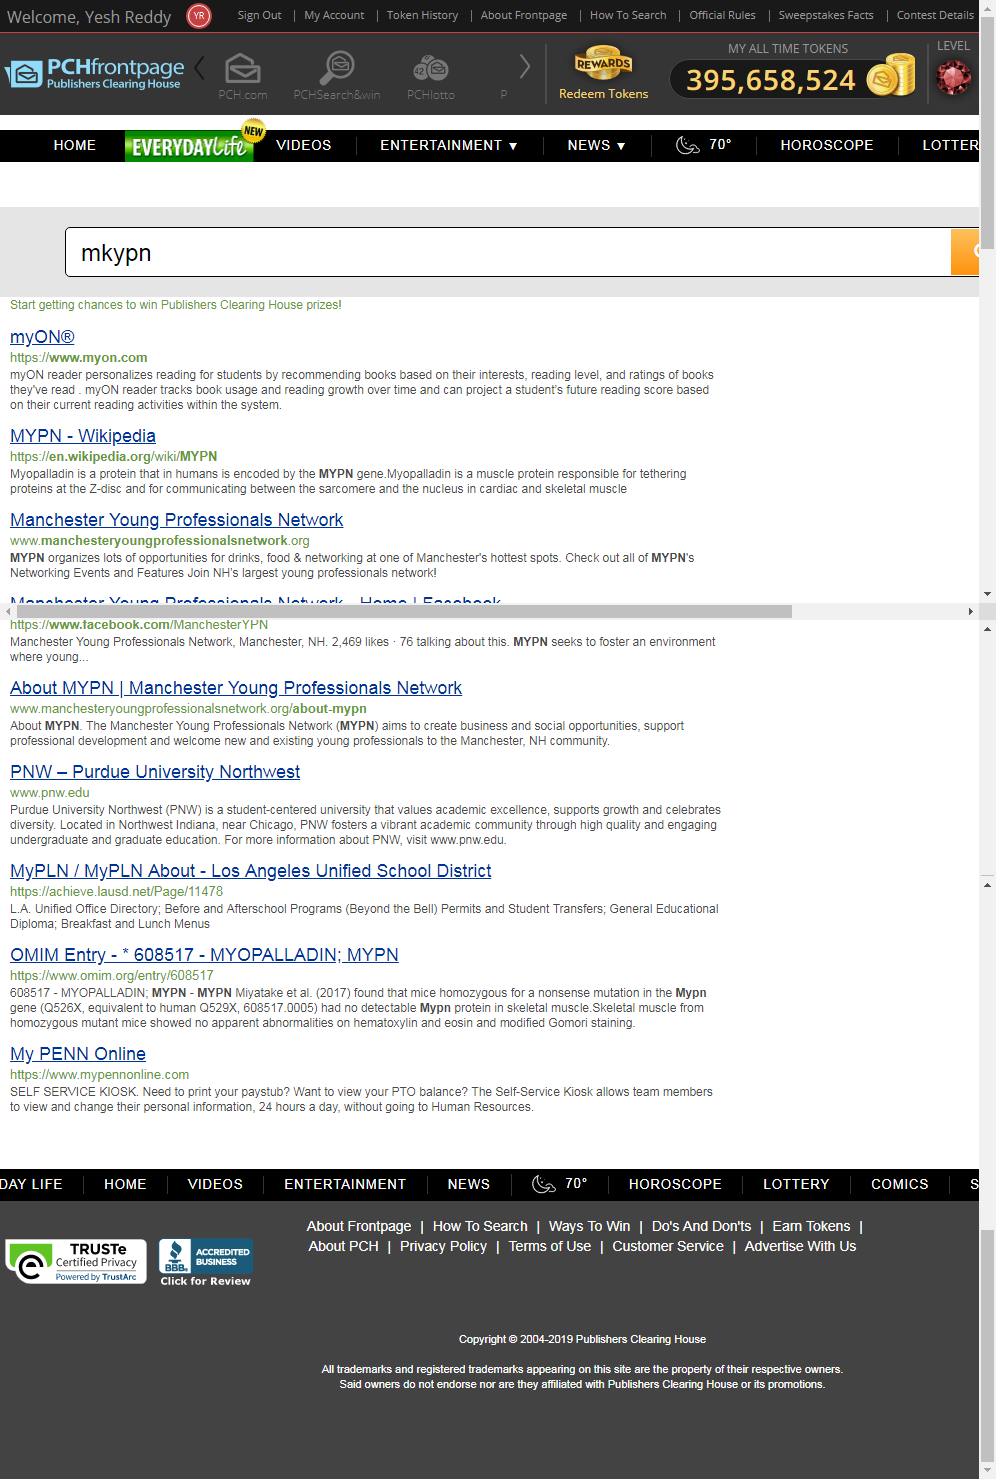 Welcome, Yesh Reddy YR Sign Out | My Account | Token History | About Frontpage | How To Search | Official Rules | Sweepstakes Facts | Contest Details
PCHfrontpage
Publishers Clearing House
PCH.com PCHSearch&win PCHlotto P
REWARDS
Redeem Tokens
MY ALL TIME TOKENS
395,658,524
LEVEL
HOME EVERYDAY Life NEW VIDEOS ENTERTAINMENT ▼ NEWS ▼ 70° HOROSCOPE LOTTER
mkypn
Start getting chances to win Publishers Clearing House prizes!
myON®
https://www.myon.com
myON reader personalizes reading for students by recommending books based on their interests, reading level, and ratings of books
they've read . myON reader tracks book usage and reading growth over time and can project a student's future reading score based
on their current reading activities within the system.
MYPN - Wikipedia
https://en.wikipedia.org/wiki/MYPN
Myopalladin is a protein that in humans is encoded by the MYPN gene.Myopalladin is a muscle protein responsible for tethering
proteins at the Z-disc and for communicating between the sarcomere and the nucleus in cardiac and skeletal muscle
Manchester Young Professionals Network
www.manchesteryoungprofessionalsnetwork.org
MYPN organizes lots of opportunities for drinks, food & networking at one of Manchester's hottest spots. Check out all of MYPN's
Networking Events and Features Join NH's largest young professionals network!
Manchester Young Professionals Network - Home | Facebook
https://www.facebook.com/ManchesterYPN
Manchester Young Professionals Network, Manchester, NH. 2,469 likes · 76 talking about this. MYPN seeks to foster an environment
where young...
About MYPN | Manchester Young Professionals Network
www.manchesteryoungprofessionalsnetwork.org/about-mypn
About MYPN. The Manchester Young Professionals Network (MYPN) aims to create business and social opportunities, support
professional development and welcome new and existing young professionals to the Manchester, NH community.
PNW – Purdue University Northwest
www.pnw.edu
Purdue University Northwest (PNW) is a student-centered university that values academic excellence, supports growth and celebrates
diversity. Located in Northwest Indiana, near Chicago, PNW fosters a vibrant academic community through high quality and engaging
undergraduate and graduate education. For more information about PNW, visit www.pnw.edu.
MyPLN / MyPLN About - Los Angeles Unified School District
https://achieve.lausd.net/Page/11478
L.A. Unified Office Directory; Before and Afterschool Programs (Beyond the Bell) Permits and Student Transfers; General Educational
Diploma; Breakfast and Lunch Menus
OMIM Entry - * 608517 - MYOPALLADIN; MYPN
https://www.omim.org/entry/608517
608517 - MYOPALLADIN; MYPN - MYPN Miyatake et al. (2017) found that mice homozygous for a nonsense mutation in the Mypn
gene (Q526X, equivalent to human Q529X, 608517.0005) had no detectable Mypn protein in skeletal muscle.Skeletal muscle from
homozygous mutant mice showed no apparent abnormalities on hematoxylin and eosin and modified Gomori staining.
My PENN Online
https://www.mypennonline.com
SELF SERVICE KIOSK. Need to print your paystub? Want to view your PTO balance? The Self-Service Kiosk allows team members
to view and change their personal information, 24 hours a day, without going to Human Resources.
DAY LIFE HOME VIDEOS ENTERTAINMENT NEWS 70° HOROSCOPE LOTTERY COMICS S
About Frontpage | How To Search | Ways To Win | Do's And Don'ts | Earn Tokens |
About PCH | Privacy Policy | Terms of Use | Customer Service | Advertise With Us
TRUSTe
Certified Privacy
Powered by TrustArc
BBB.
ACCREDITED
BUSINESS
Click for Review
Copyright © 2004-2019 Publishers Clearing House
All trademarks and registered trademarks appearing on this site are the property of their respective owners.
Said owners do not endorse nor are they affiliated with Publishers Clearing House or its promotions.